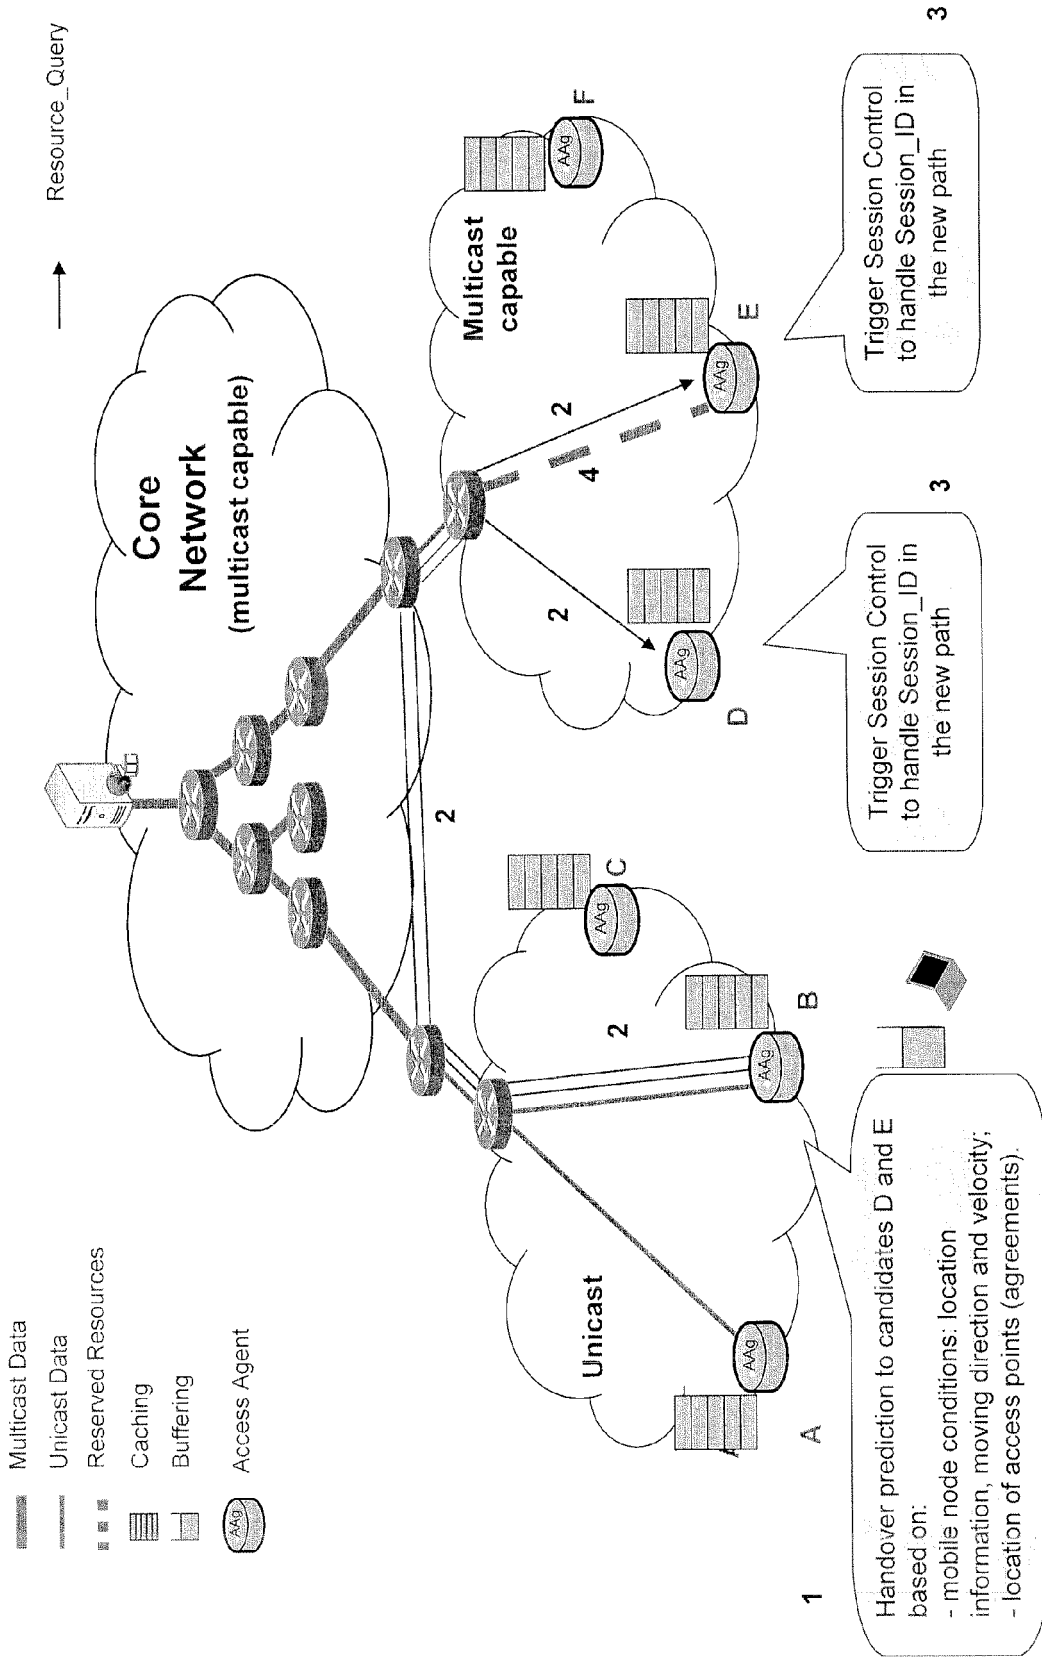 Multicast Data
Unicast Data
Reserved Resources
Caching
Buffering
AAg
Access Agent
Resource_Query
Core
Network
(multicast capable)
Unicast
Multicast
capable
2
2
2
2
4
AAg
A
AAg
B
AAg
C
AAg
D
AAg
E
AAg
F
1
Handover prediction to candidates D and E
based on:
- mobile node conditions: location
information, moving direction and velocity;
- location of access points (agreements).
3
Trigger Session Control
to handle Session_ID in
the new path
3
Trigger Session Control
to handle Session_ID in
the new path